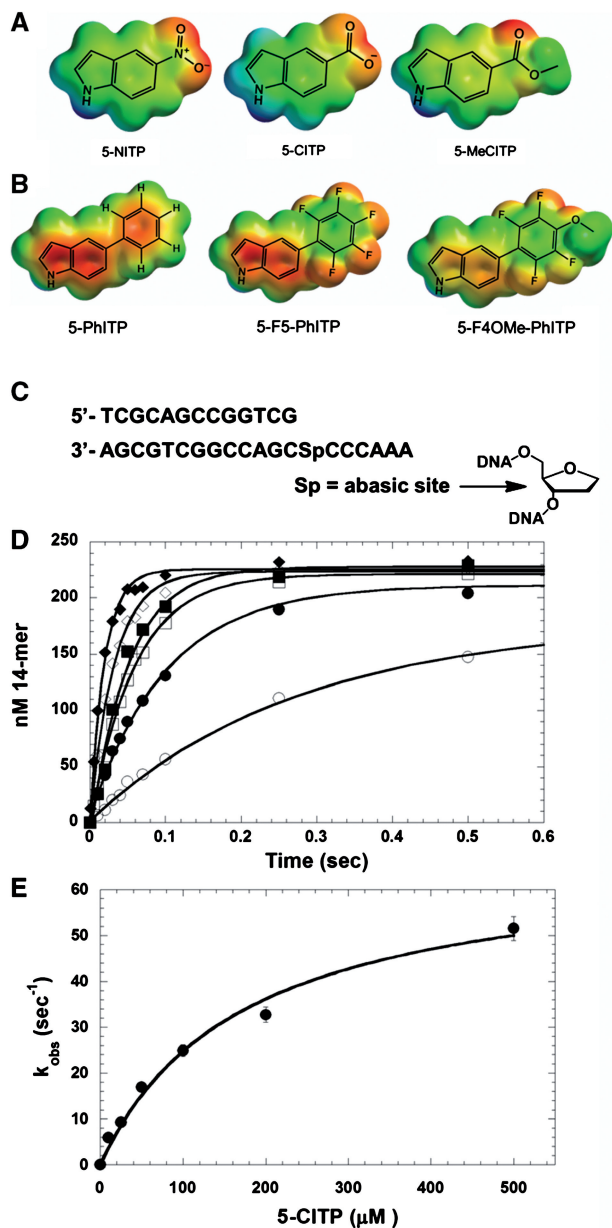 A
O
N⁺
O⁻
N
H
5-NITP
O
O⁻
N
H
5-CITP
O
O
N
H
5-MeCITP
B
H
H
H
H
H
N
H
5-PhITP
F
F
F
F
F
N
H
5-F5-PhITP
F
F
O
F
F
N
H
5-F4OMe-PhITP
C
5'- TCGCAGCCGGTCG
3'- AGCGTCGGCCAGCSpCCCAAA
Sp = abasic site
DNA
O
O
O
DNA
D
nM 14-mer
250
200
150
100
50
0
0 0.1 0.2 0.3 0.4 0.5 0.6
Time (sec)
E
k obs (sec⁻¹)
60
50
40
30
20
10
0
0 100 200 300 400 500
5-CITP (µM)